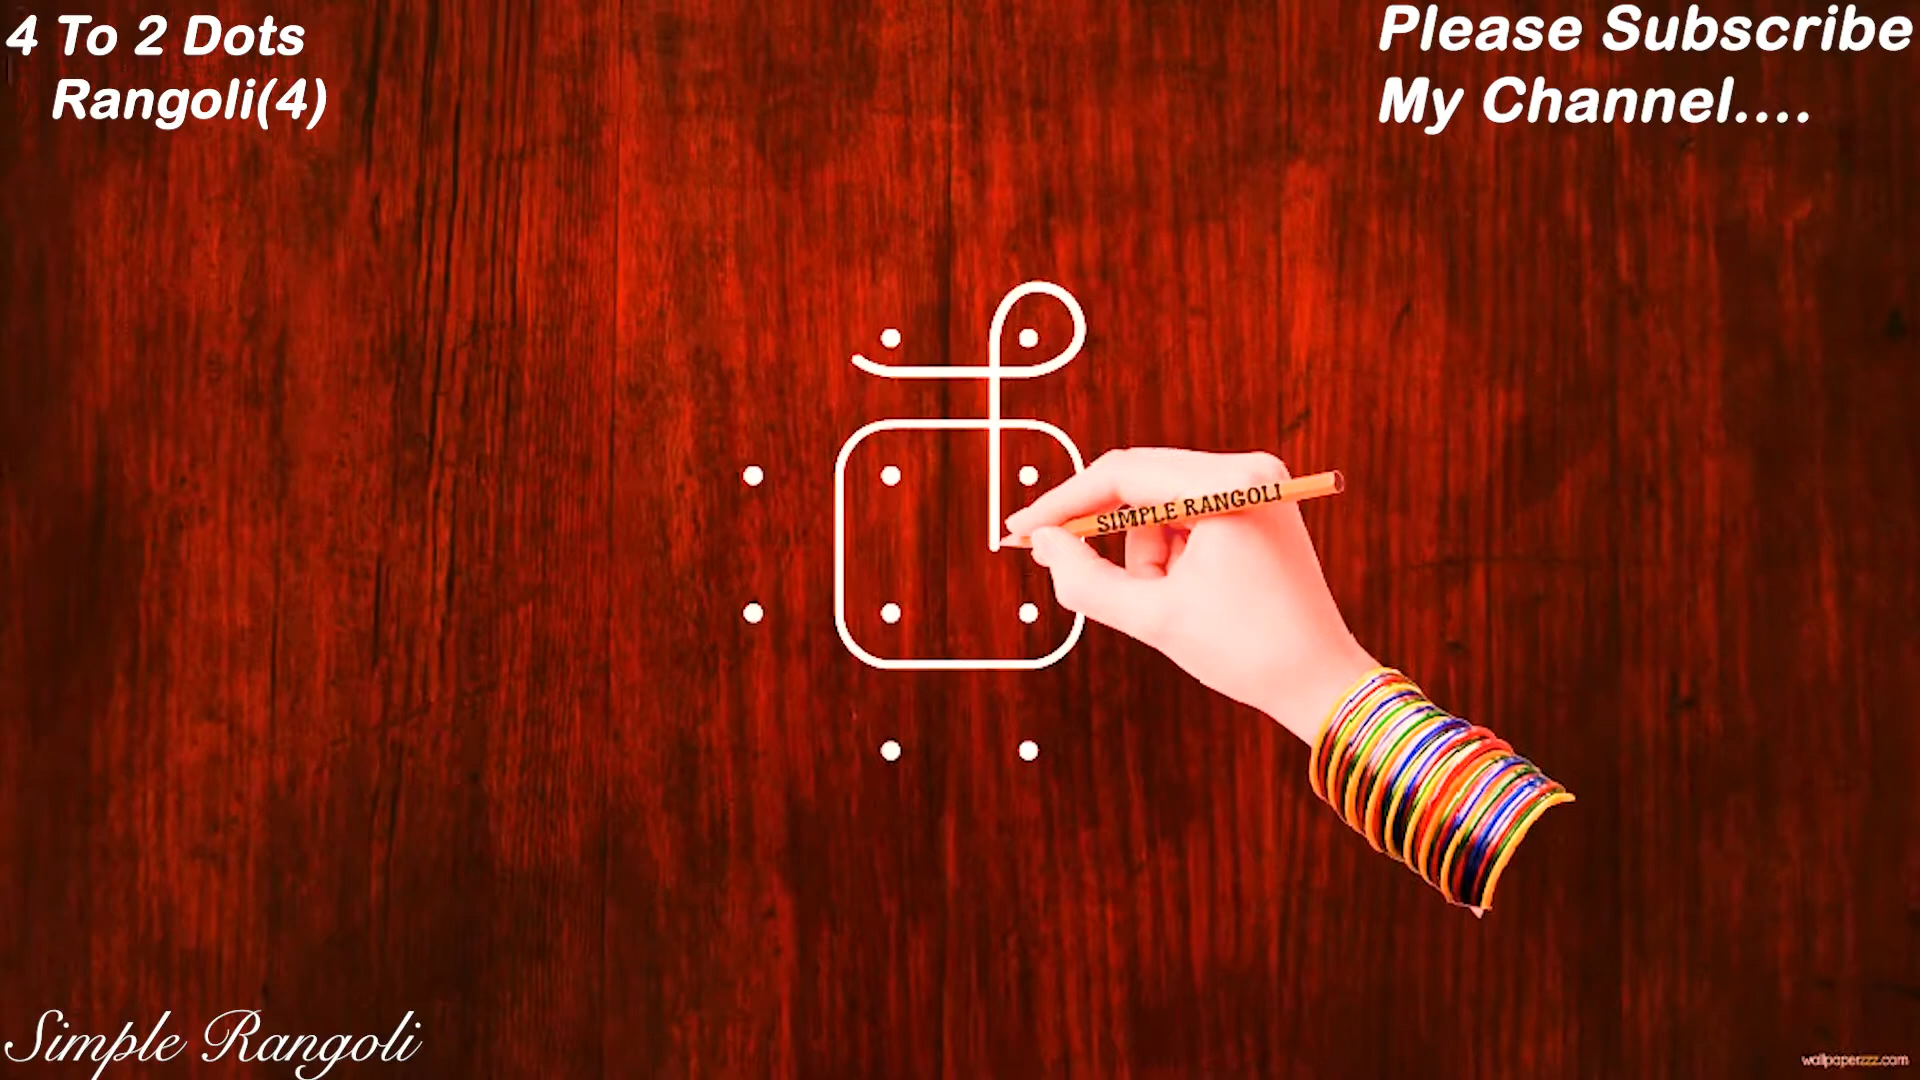 4 To 2 Dots
Rangoli(4)
Please Subscribe
My Channel....
SIMPLE RANGOLI
Simple Rangoli
wallpaperzzz.com